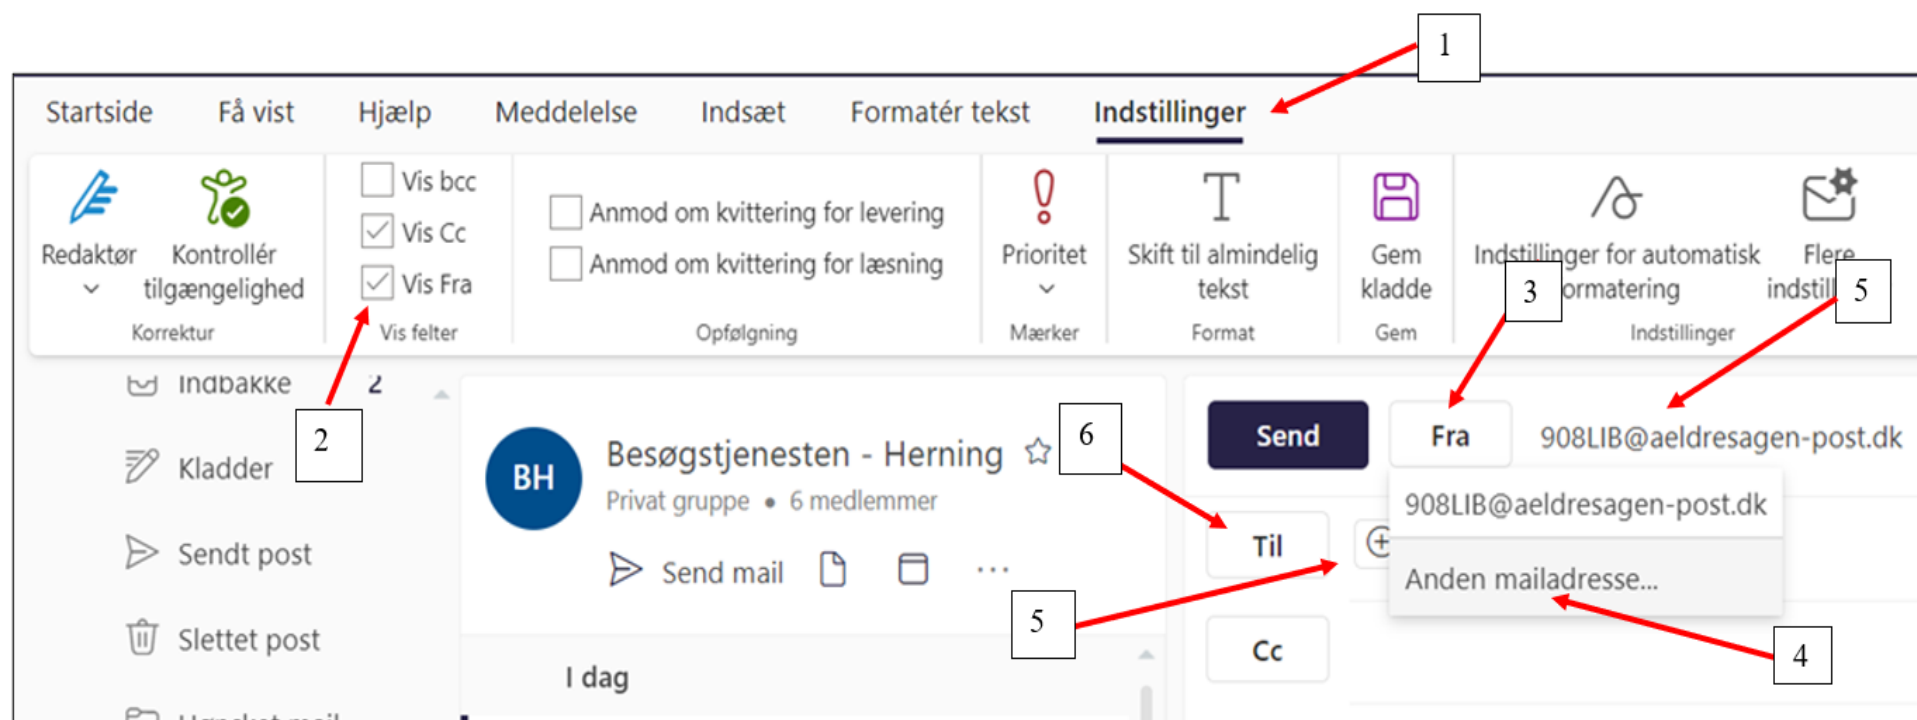 1
Startside Få vist Hjælp Meddelelse Indsæt Formatér tekst Indstillinger
Vis bcc
Vis Cc
Vis Fra
Anmod om kvittering for levering
Anmod om kvittering for læsning
Redaktør
Kontrollér
tilgængelighed
Prioritet
Skift til almindelig
tekst
Gem
kladde
Indstillinger for automatisk
ormatering
Flere
indstil
3
5
Korrektur Vis felter Opfølgning Mærker Format Gem Indstillinger
Indbakke 2
2
Kladder
Sendt post
Slettet post
BH
Besøgstjenesten - Herning
Privat gruppe • 6 medlemmer
Send mail
I dag
6
5
Send Fra 908LIB@aeldresagen-post.dk
908LIB@aeldresagen-post.dk
Til
Anden mailadresse...
Cc
4